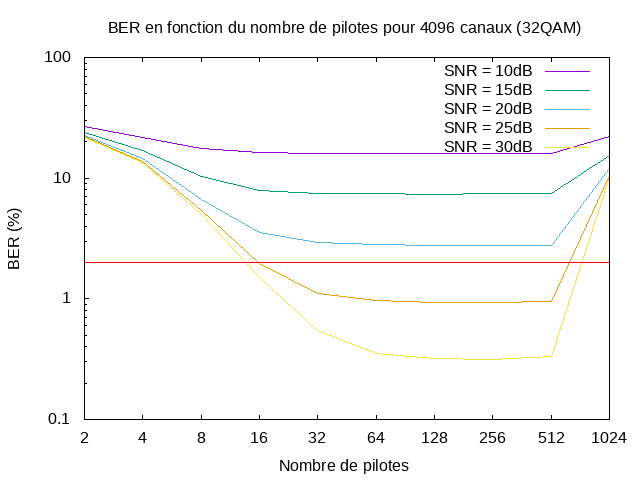 BER en fonction du nombre de pilotes pour 4096 canaux (32QAM)
100
10
1
0.1
BER (%)
SNR = 10dB
SNR = 15dB
SNR = 20dB
SNR = 25dB
SNR = 30dB
2 4 8 16 32 64 128 256 512 1024
Nombre de pilotes